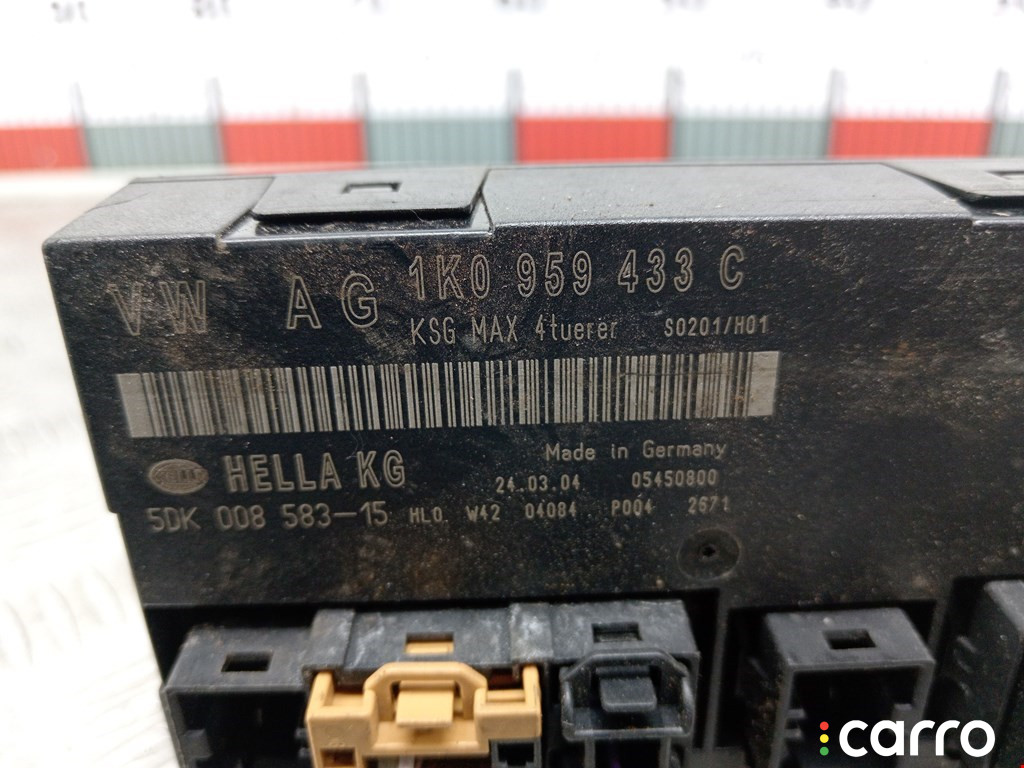 VW AG 1K0 959 433 C
KSG MAX 4tuerer S0201/H01
Made in Germany
HELLA HELLA KG
24.03.04 05450800
5DK 008 583-15 HL0. W42 04084 P004 2671
carro